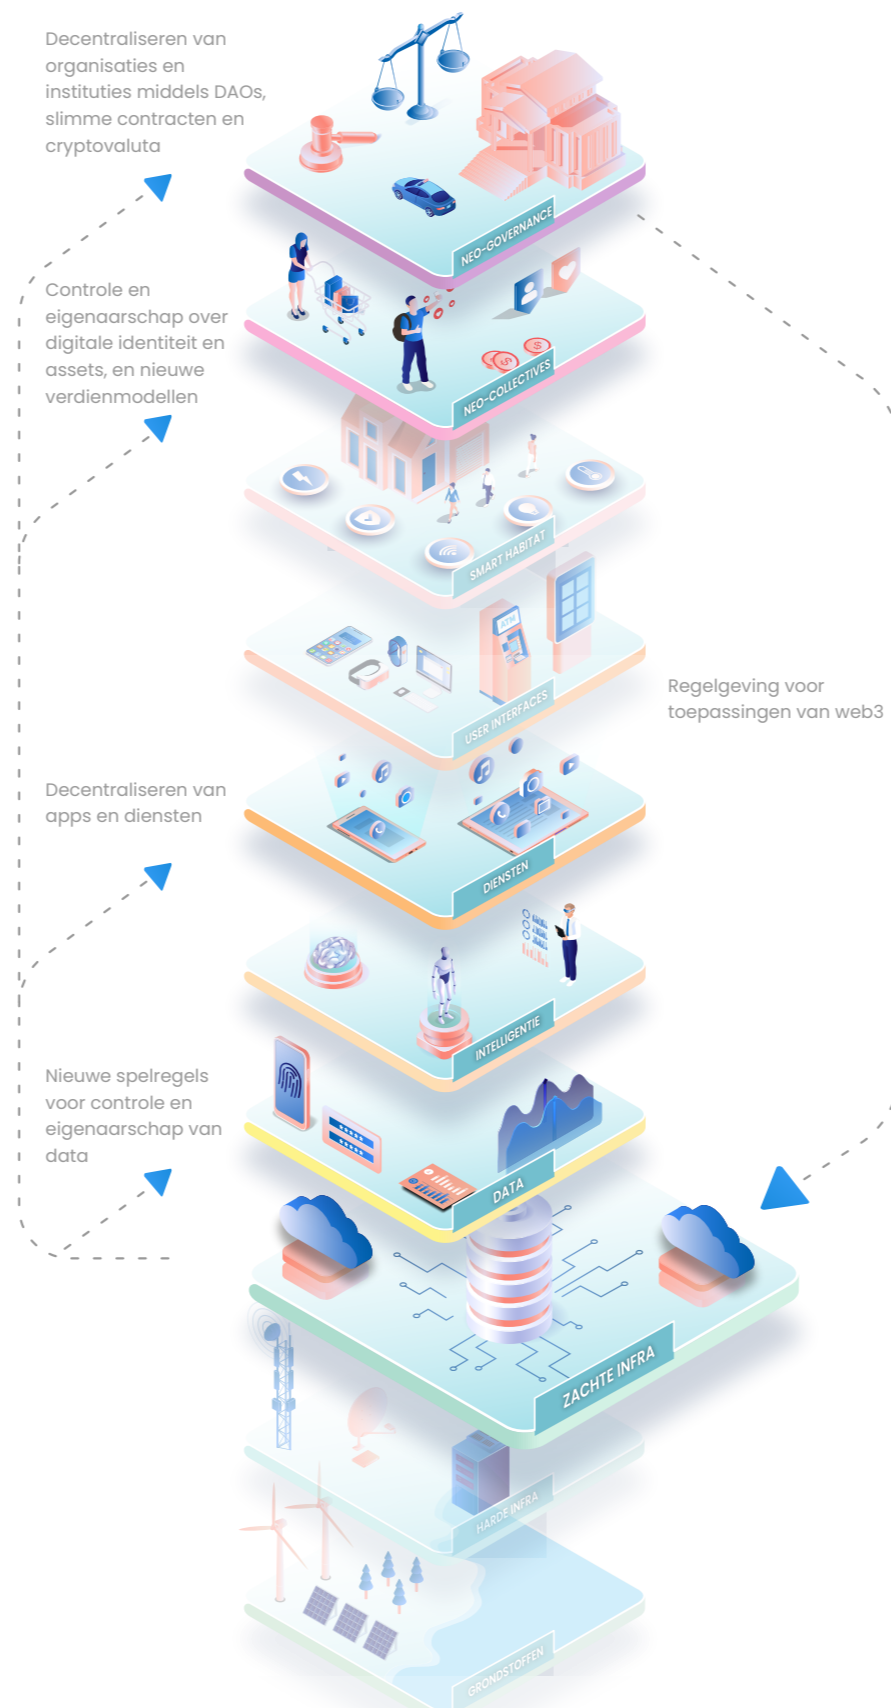 Decentraliseren van
organisaties en
instituties middels DAOs,
slimme contracten en
cryptovaluta
NEO-GOVERNANCE
Controle en
eigenaarschap over
digitale identiteit en
assets, en nieuwe
verdienmodellen
NEO-COLLECTIVES
SMART HABITAT
ATM
USER INTERFACES
Regelgeving voor
toepassingen van web3
Decentraliseren van
apps en diensten
DIENSTEN
INTELLIGENTIE
Nieuwe spelregels
voor controle en
eigenaarschap van
data
DATA
ZACHTE INFRA
HARDE INFRA
GRONDSTOFFEN